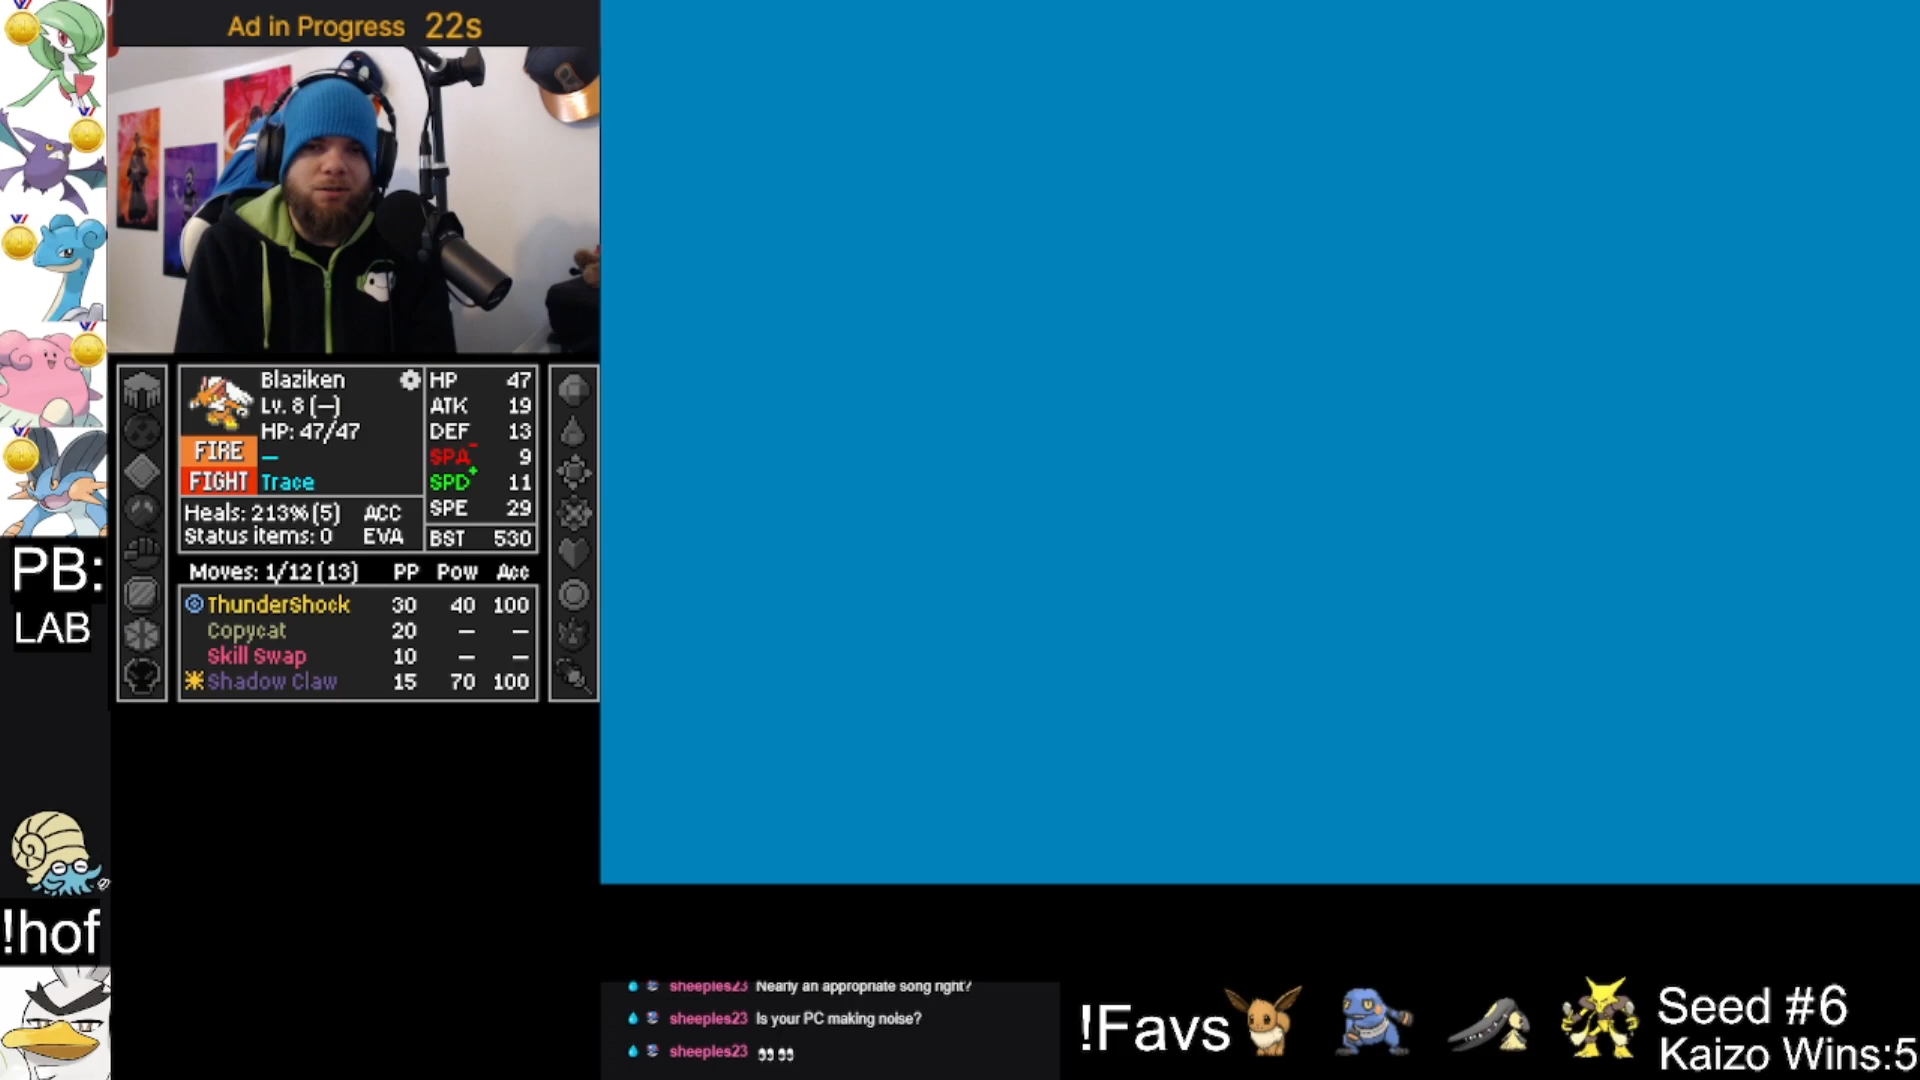 Ad in Progress 22s
Blaziken
Lv. 8 (—)
HP: 47/47
FIRE
—
FIGHT Trace
Heals: 213% (5) ACC
Status items: 0 EVA
HP 47
ATK 19
DEF 13
SPA- 9
SPD+ 11
SPE 29
BST 530
Moves: 1/12 (13) PP Pow Acc
ThunderShock 30 40 100
Copycat 20 — —
Skill Swap 10 — —
Shadow Claw 15 70 100
PB:
LAB
!hof
sheeples23 Nearly an appropriate song right?
sheeples23 Is your PC making noise?
sheeples23
!Favs
Seed #6
Kaizo Wins:5